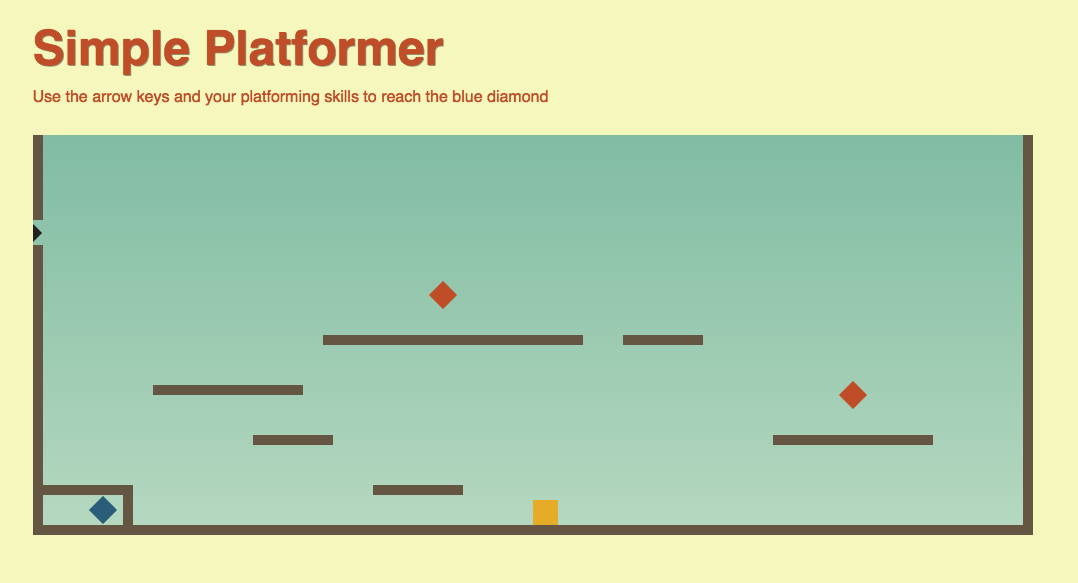 Simple Platformer
Use the arrow keys and your platforming skills to reach the blue diamond